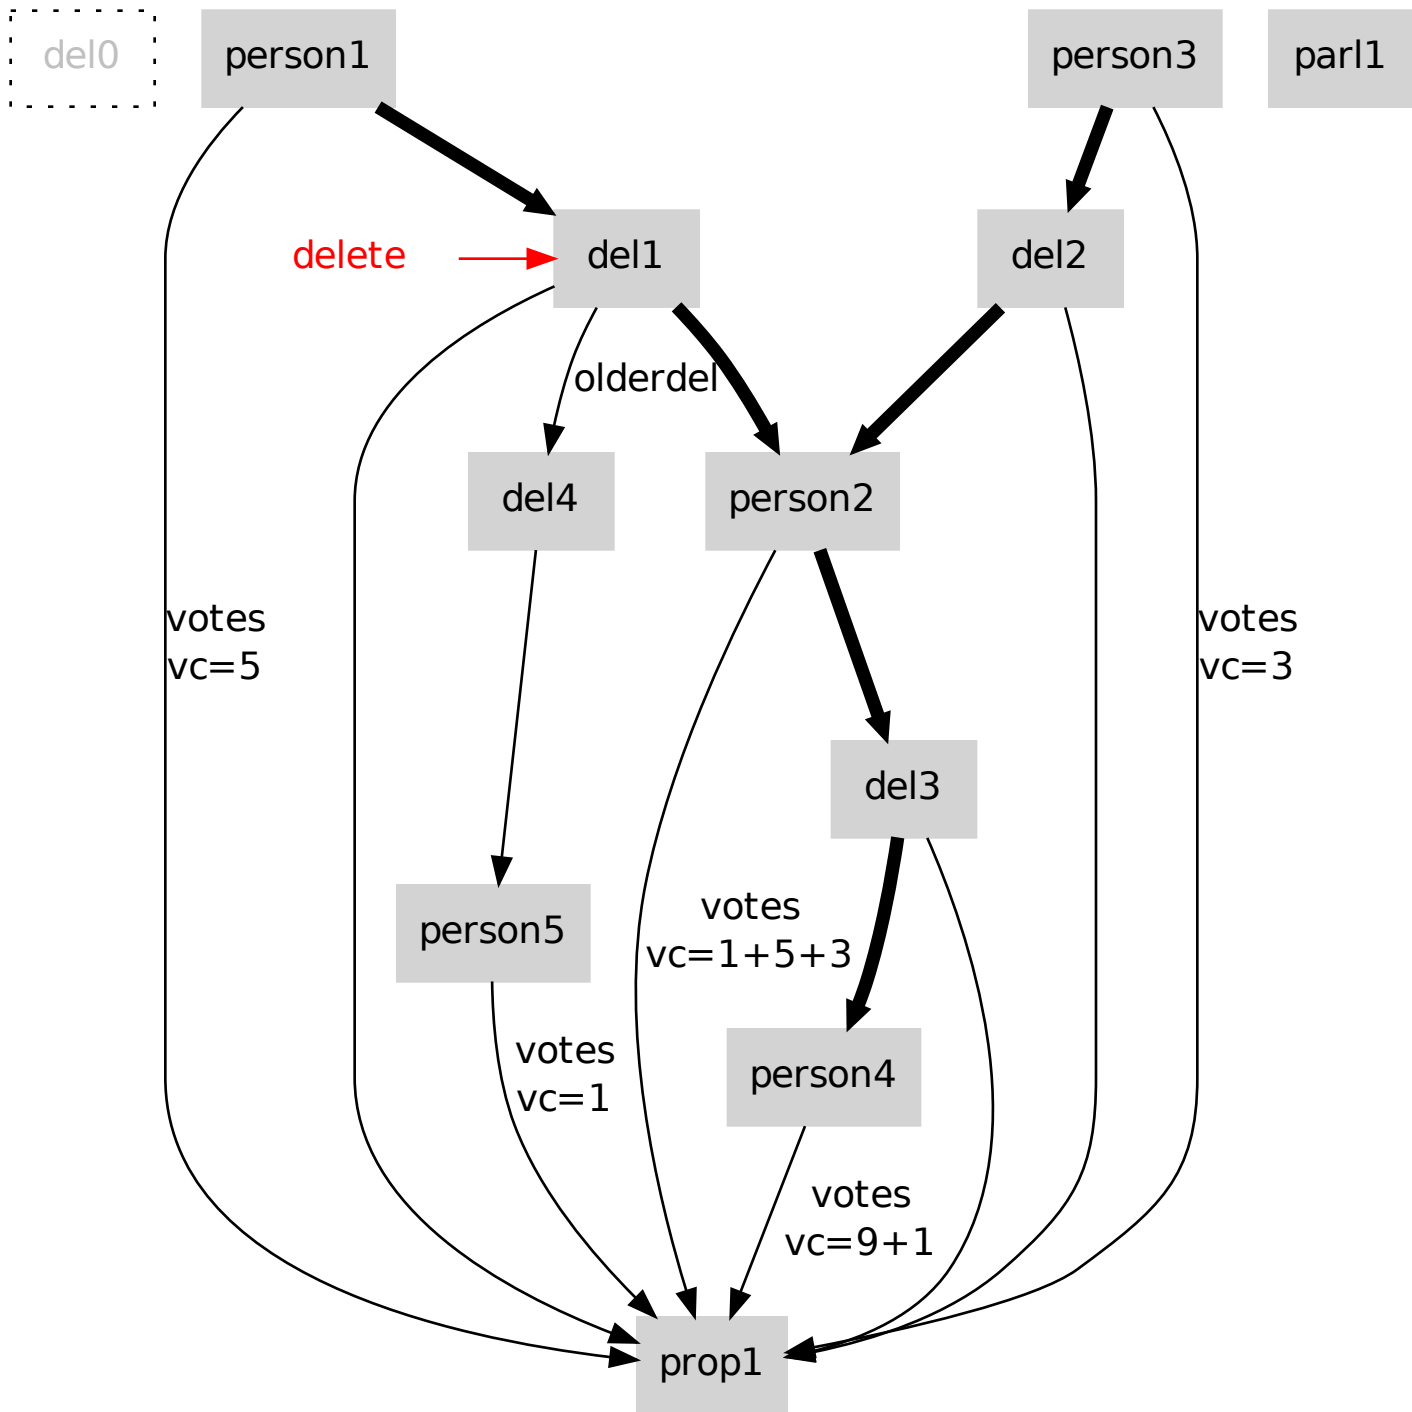 del0
person1
person3
parl1
delete
del1
del2
olderdel
del4
person2
votes
vc=5
votes
vc=3
del3
votes
vc=1+5+3
person5
votes
vc=1
person4
votes
vc=9+1
prop1